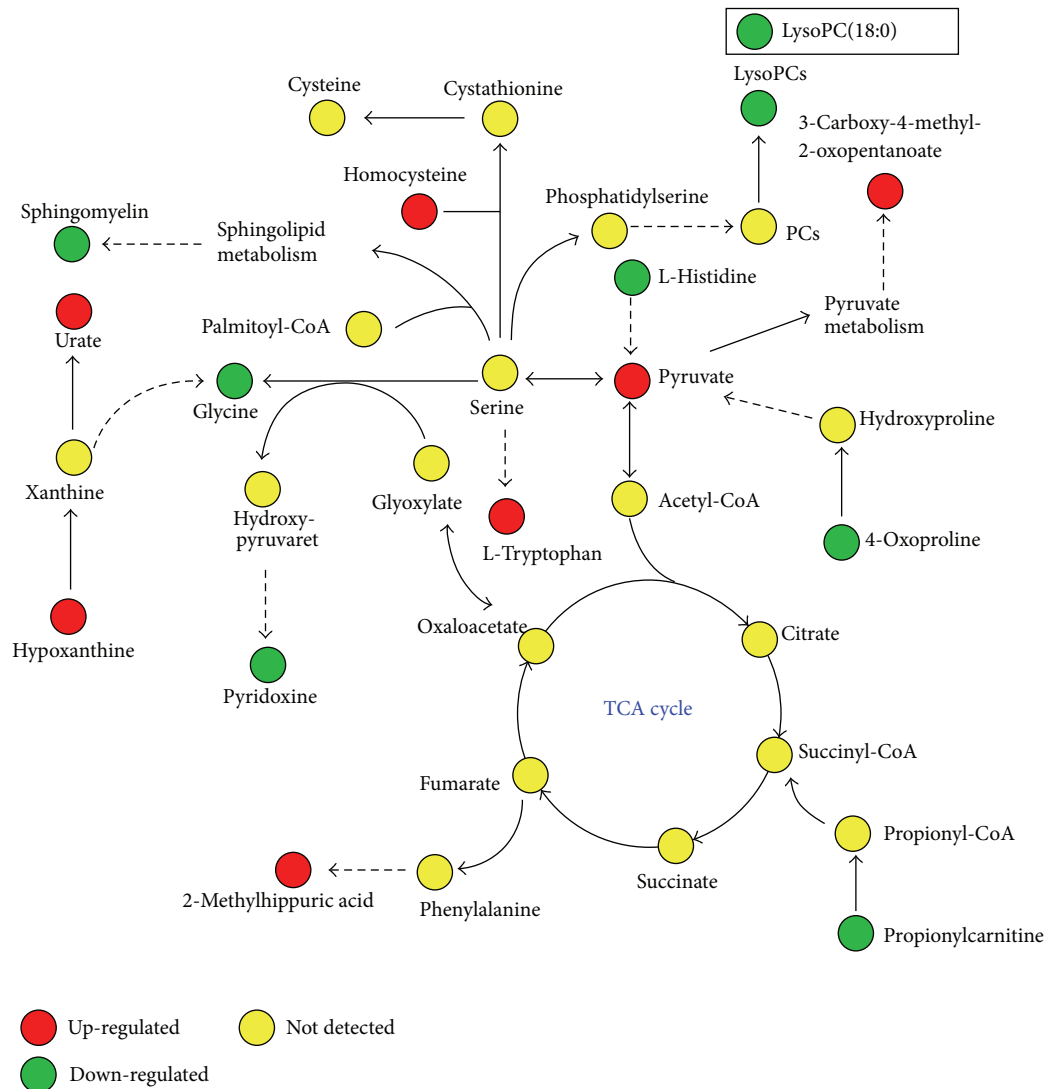 LysoPC(18:0)
LysoPCs
Cysteine
Cystathionine
3-Carboxy-4-methyl-
2-oxopentanoate
Homocysteine
Phosphatidylserine
Sphingomyelin
Sphingolipid
metabolism
PCs
L-Histidine
Urate
Palmitoyl-CoA
Pyruvate
metabolism
Glycine
Serine
Pyruvate
Hydroxyproline
Xanthine
Glyoxylate
Acetyl-CoA
Hydroxy-
pyruvaret
L-Tryptophan
4-Oxoproline
Hypoxanthine
Oxaloacetate
Citrate
Pyridoxine
TCA cycle
Succinyl-CoA
Fumarate
Propionyl-CoA
Succinate
2-Methylhippuric acid
Phenylalanine
Propionylcarnitine
Up-regulated
Not detected
Down-regulated